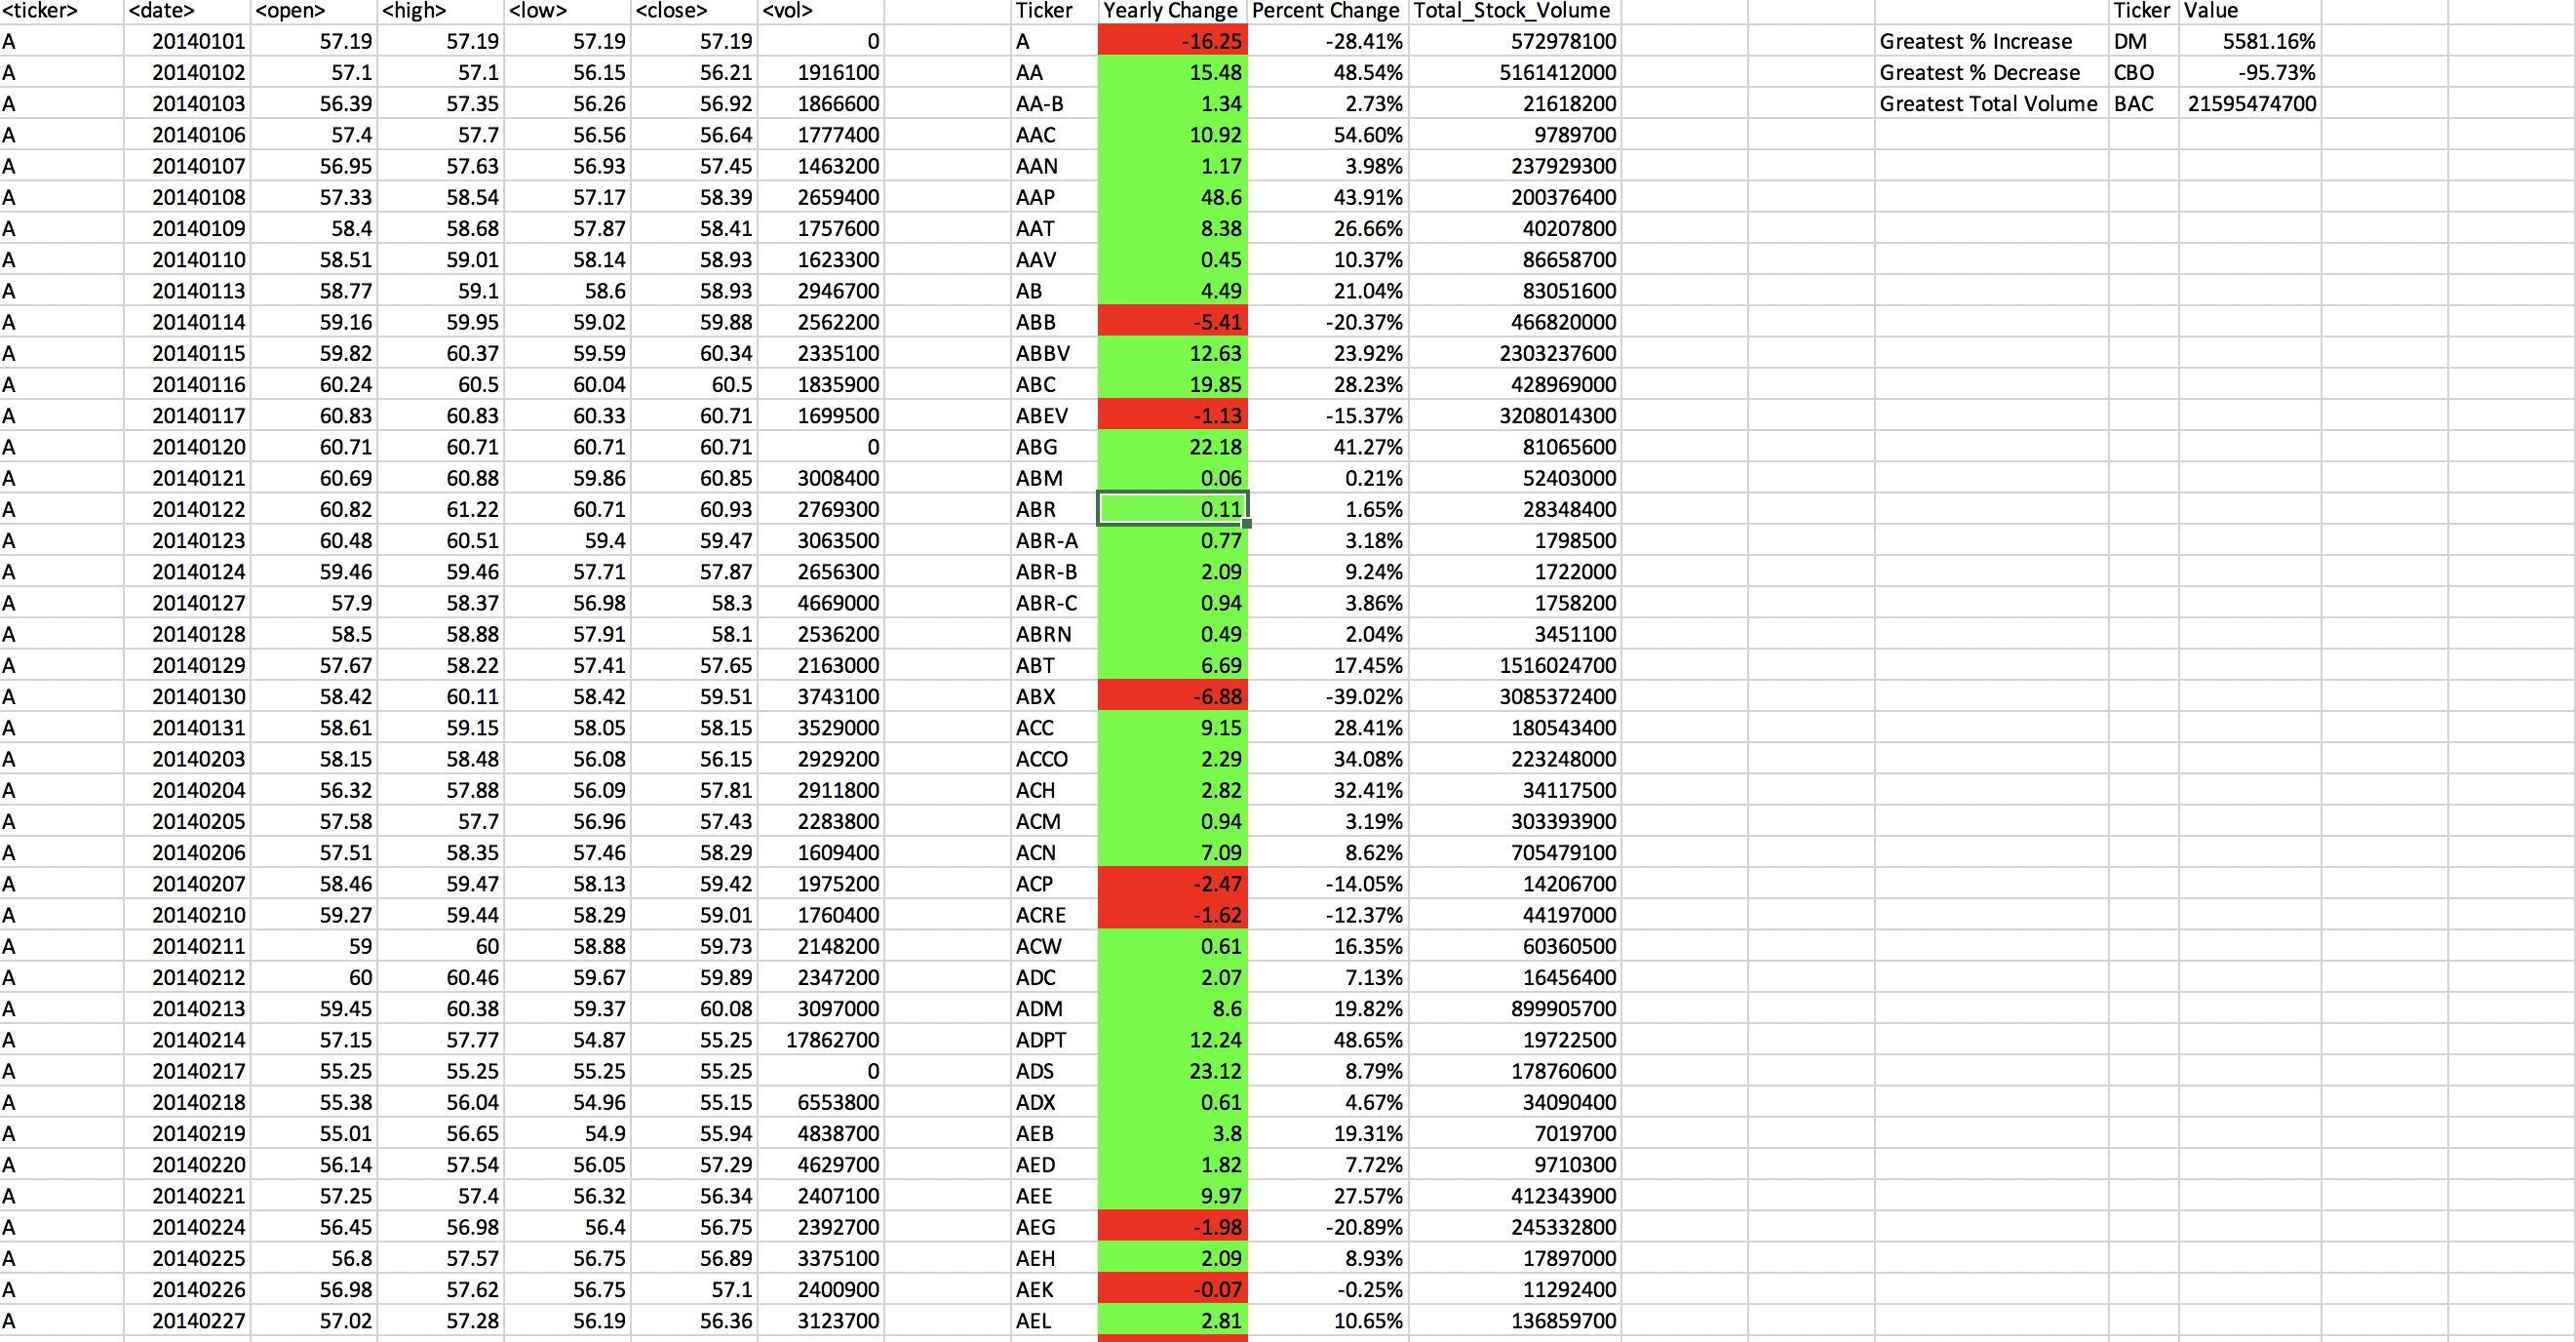 <ticker> <date> <open> <high> <low> <close> <vol> Ticker Yearly Change Percent Change Total_Stock_Volume Ticker Value
A 20140101 57.19 57.19 57.19 57.19 0 A -16.25 -28.41% 572978100 Greatest % Increase DM 5581.16%
A 20140102 57.1 57.1 56.15 56.21 1916100 AA 15.48 48.54% 5161412000 Greatest % Decrease CBO -95.73%
A 20140103 56.39 57.35 56.26 56.92 1866600 AA-B 1.34 2.73% 21618200 Greatest Total Volume BAC 21595474700
A 20140106 57.4 57.7 56.56 56.64 1777400 AAC 10.92 54.60% 9789700
A 20140107 56.95 57.63 56.93 57.45 1463200 AAN 1.17 3.98% 237929300
A 20140108 57.33 58.54 57.17 58.39 2659400 AAP 48.6 43.91% 200376400
A 20140109 58.4 58.68 57.87 58.41 1757600 AAT 8.38 26.66% 40207800
A 20140110 58.51 59.01 58.14 58.93 1623300 AAV 0.45 10.37% 86658700
A 20140113 58.77 59.1 58.6 58.93 2946700 AB 4.49 21.04% 83051600
A 20140114 59.16 59.95 59.02 59.88 2562200 ABB -5.41 -20.37% 466820000
A 20140115 59.82 60.37 59.59 60.34 2335100 ABBV 12.63 23.92% 2303237600
A 20140116 60.24 60.5 60.04 60.5 1835900 ABC 19.85 28.23% 428969000
A 20140117 60.83 60.83 60.33 60.71 1699500 ABEV -1.13 -15.37% 3208014300
A 20140120 60.71 60.71 60.71 60.71 0 ABG 22.18 41.27% 81065600
A 20140121 60.69 60.88 59.86 60.85 3008400 ABM 0.06 0.21% 52403000
A 20140122 60.82 61.22 60.71 60.93 2769300 ABR 0.11 1.65% 28348400
A 20140123 60.48 60.51 59.4 59.47 3063500 ABR-A 0.77 3.18% 1798500
A 20140124 59.46 59.46 57.71 57.87 2656300 ABR-B 2.09 9.24% 1722000
A 20140127 57.9 58.37 56.98 58.3 4669000 ABR-C 0.94 3.86% 1758200
A 20140128 58.5 58.88 57.91 58.1 2536200 ABRN 0.49 2.04% 3451100
A 20140129 57.67 58.22 57.41 57.65 2163000 ABT 6.69 17.45% 1516024700
A 20140130 58.42 60.11 58.42 59.51 3743100 ABX -6.88 -39.02% 3085372400
A 20140131 58.61 59.15 58.05 58.15 3529000 ACC 9.15 28.41% 180543400
A 20140203 58.15 58.48 56.08 56.15 2929200 ACCO 2.29 34.08% 223248000
A 20140204 56.32 57.88 56.09 57.81 2911800 ACH 2.82 32.41% 34117500
A 20140205 57.58 57.7 56.96 57.43 2283800 ACM 0.94 3.19% 303393900
A 20140206 57.51 58.35 57.46 58.29 1609400 ACN 7.09 8.62% 705479100
A 20140207 58.46 59.47 58.13 59.42 1975200 ACP -2.47 -14.05% 14206700
A 20140210 59.27 59.44 58.29 59.01 1760400 ACRE -1.62 -12.37% 44197000
A 20140211 59 60 58.88 59.73 2148200 ACW 0.61 16.35% 60360500
A 20140212 60 60.46 59.67 59.89 2347200 ADC 2.07 7.13% 16456400
A 20140213 59.45 60.38 59.37 60.08 3097000 ADM 8.6 19.82% 899905700
A 20140214 57.15 57.77 54.87 55.25 17862700 ADPT 12.24 48.65% 19722500
A 20140217 55.25 55.25 55.25 55.25 0 ADS 23.12 8.79% 178760600
A 20140218 55.38 56.04 54.96 55.15 6553800 ADX 0.61 4.67% 34090400
A 20140219 55.01 56.65 54.9 55.94 4838700 AEB 3.8 19.31% 7019700
A 20140220 56.14 57.54 56.05 57.29 4629700 AED 1.82 7.72% 9710300
A 20140221 57.25 57.4 56.32 56.34 2407100 AEE 9.97 27.57% 412343900
A 20140224 56.45 56.98 56.4 56.75 2392700 AEG -1.98 -20.89% 245332800
A 20140225 56.8 57.57 56.75 56.89 3375100 AEH 2.09 8.93% 17897000
A 20140226 56.98 57.62 56.75 57.1 2400900 AEK -0.07 -0.25% 11292400
A 20140227 57.02 57.28 56.19 56.36 3123700 AEL 2.81 10.65% 136859700